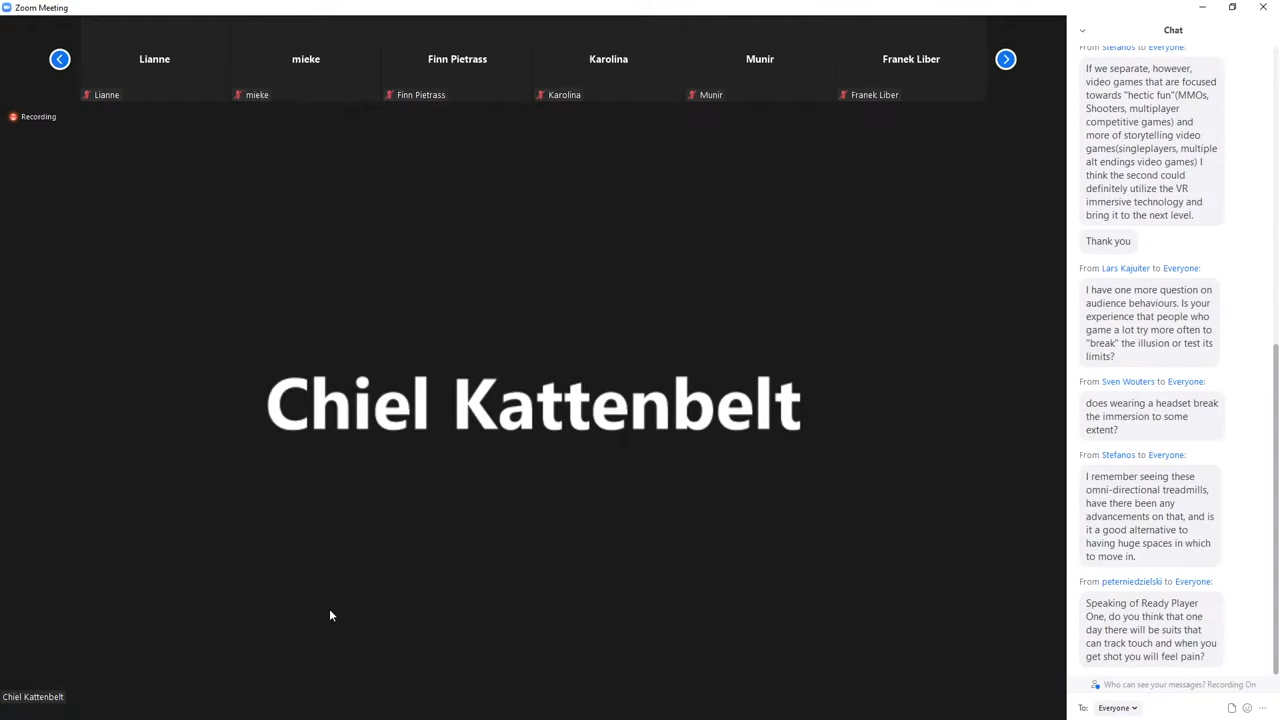 Zoom Meeting
Lianne
mieke
Finn Pietrass
Karolina
Munir
Franek Liber
Lianne
mieke
Finn Pietrass
Karolina
Munir
Franek Liber
Recording
Chiel Kattenbelt
Chiel Kattenbelt
Chat
From Stefanos to Everyone:
If we separate, however,
video games that are focused
towards "hectic fun"(MMOs,
Shooters, multiplayer
competitive games) and
more of storytelling video
games(singleplayers, multiple
alt endings video games) I
think the second could
definitely utilize the VR
immersive technology and
bring it to the next level.
Thank you
From Lars Kajuiter to Everyone:
I have one more question on
audience behaviours. Is your
experience that people who
game a lot try more often to
"break" the illusion or test its
limits?
From Sven Wouters to Everyone:
does wearing a headset break
the immersion to some
extent?
From Stefanos to Everyone:
I remember seeing these
omni-directional treadmills,
have there been any
advancements on that, and is
it a good alternative to
having huge spaces in which
to move in.
From peterniedzielski to Everyone:
Speaking of Ready Player
One, do you think that one
day there will be suits that
can track touch and when you
get shot you will feel pain?
Who can see your messages? Recording On
To: Everyone